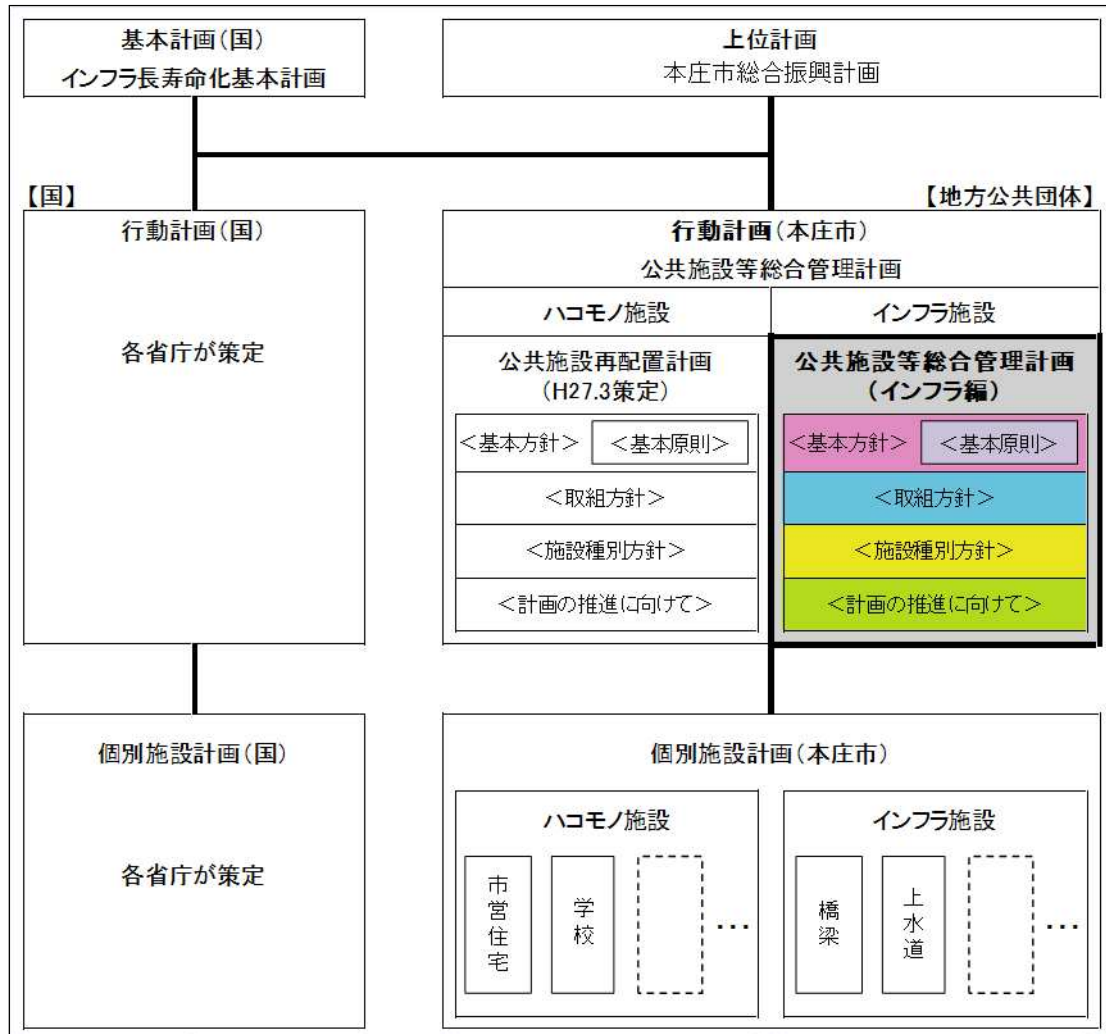 基本計画(国)
インフラ長寿命化基本計画
上位計画
本庄市総合振興計画
【国】
【地方公共団体】
行動計画(国)
各省庁が策定
行動計画(本庄市)
公共施設等総合管理計画
ハコモノ施設
インフラ施設
公共施設再配置計画
(H27.3策定)
<基本方針>
<基本原則>
<取組方針>
<施設種別方針>
<計画の推進に向けて>
公共施設等総合管理計画
(インフラ編)
<基本方針>
<基本原則>
<取組方針>
<施設種別方針>
<計画の推進に向けて>
個別施設計画(国)
各省庁が策定
個別施設計画(本庄市)
ハコモノ施設
市営住宅
学校
…
インフラ施設
橋梁
上水道
…